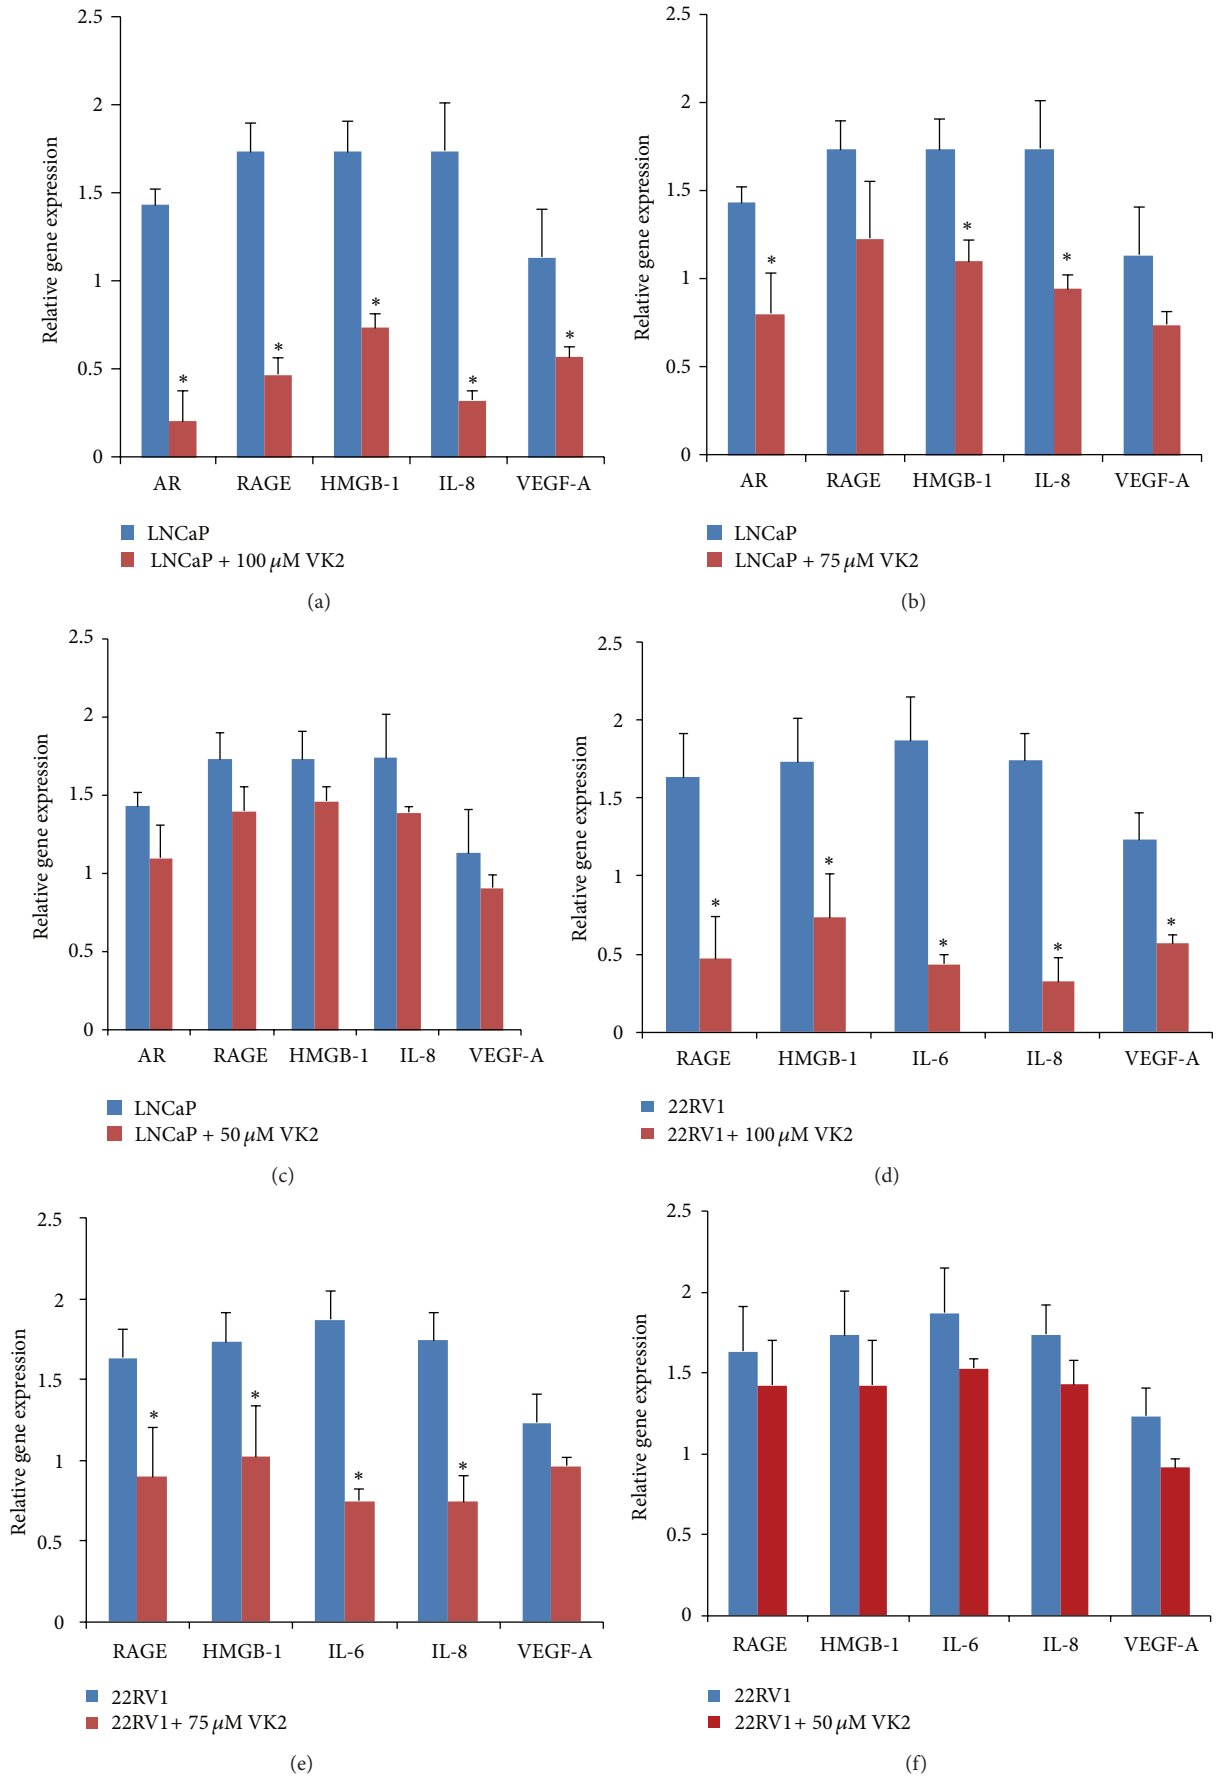 2.5
2
1.5
1
0.5
0
Relative gene expression
*
*
*
*
*
AR RAGE HMGB-1 IL-8 VEGF-A
LNCaP
LNCaP + 100 μM VK2
(a)
2.5
2
1.5
1
0.5
0
Relative gene expression
*
*
*
AR RAGE HMGB-1 IL-8 VEGF-A
LNCaP
LNCaP + 75 μM VK2
(b)
2.5
2
1.5
1
0.5
0
Relative gene expression
AR RAGE HMGB-1 IL-8 VEGF-A
LNCaP
LNCaP + 50 μM VK2
(c)
2.5
2
1.5
1
0.5
0
Relative gene expression
*
*
*
*
*
RAGE HMGB-1 IL-6 IL-8 VEGF-A
22RV1
22RV1 + 100 μM VK2
(d)
2.5
2
1.5
1
0.5
0
Relative gene expression
*
*
*
*
RAGE HMGB-1 IL-6 IL-8 VEGF-A
22RV1
22RV1 + 75 μM VK2
(e)
2.5
2
1.5
1
0.5
0
Relative gene expression
RAGE HMGB-1 IL-6 IL-8 VEGF-A
22RV1
22RV1 + 50 μM VK2
(f)